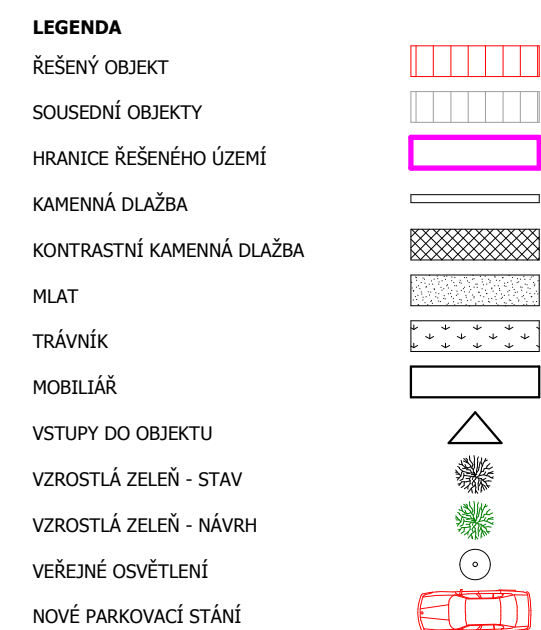 LEGENDA
ŘEŠENÝ OBJEKT
SOUSEDNÍ OBJEKTY
HRANICE ŘEŠENÉHO ÚZEMÍ
KAMENNÁ DLAŽBA
KONTRASTNÍ KAMENNÁ DLAŽBA
MLAT
TRÁVNÍK
MOBILIÁŘ
VSTUPY DO OBJEKTU
VZROSTLÁ ZELEŇ - STAV
VZROSTLÁ ZELEŇ - NÁVRH
VEŘEJNÉ OSVĚTLENÍ
NOVÉ PARKOVACÍ STÁNÍ